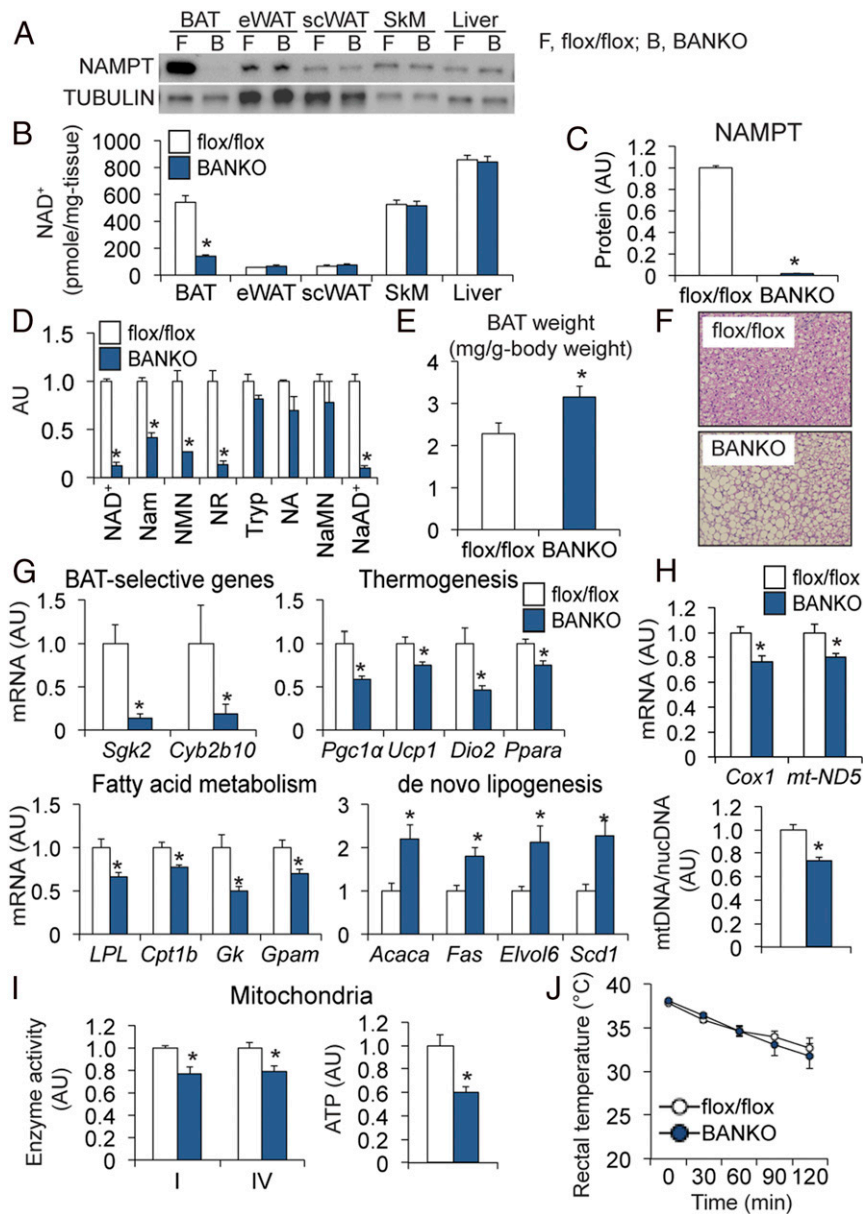 A
BAT eWAT scWAT SkM Liver
F B F B F B F B F B
F, flox/flox; B, BANKO
NAMPT
TUBULIN
B
NAD+
(pmole/mg-tissue)
1000
800
600
400
200
0
flox/flox
BANKO
*
BAT eWAT scWAT SkM Liver
C
NAMPT
Protein (AU)
1.2
1.0
0.8
0.6
0.4
0.2
0
*
flox/flox BANKO
D
AU
1.5
1.0
0.5
0
flox/flox
BANKO
* * * * *
NAD+ Nam NMN NR Tryp NA NaMN NaAD+
E
BAT weight
(mg/g-body weight)
4
3
2
1
0
*
flox/flox BANKO
F
flox/flox
BANKO
G
BAT-selective genes
mRNA (AU)
1.5
1.0
0.5
0
* *
Sgk2 Cyb2b10
Thermogenesis
flox/flox
BANKO
1.5
1.0
0.5
0
* * * *
Pgc1α Ucp1 Dio2 Ppara
Fatty acid metabolism
mRNA (AU)
1.5
1.0
0.5
0
* * * *
LPL Cpt1b Gk Gpam
de novo lipogenesis
3
2
1
0
* * * *
Acaca Fas Elvol6 Scd1
H
flox/flox
BANKO
mRNA (AU)
1.2
1.0
0.8
0.6
0.4
0.2
0
* *
Cox1 mt-ND5
mtDNA/nucDNA
(AU)
1.2
1.0
0.8
0.6
0.4
0.2
0
*
I
Mitochondria
Enzyme activity
(AU)
1.2
1.0
0.8
0.6
0.4
0.2
0
* *
I IV
ATP (AU)
1.2
1.0
0.8
0.6
0.4
0.2
0
*
J
Rectal temperature (°C)
40
35
30
25
20
flox/flox
BANKO
0 30 60 90 120
Time (min)